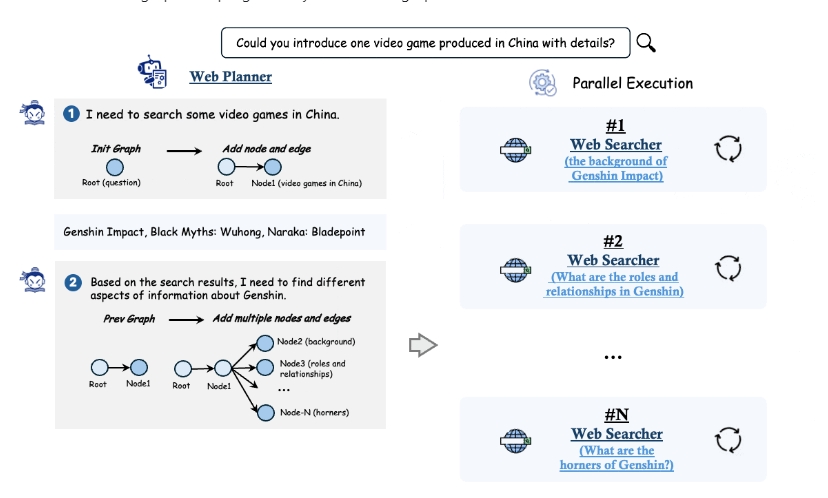 Could you introduce one video game produced in China with details?
Web Planner
Parallel Execution
1 I need to search some video games in China.
Init Graph
Add node and edge
Root (question)
Root
Node1 (video games in China)
Genshin Impact, Black Myths: Wuhong, Naraka: Bladepoint
2 Based on the search results, I need to find different
aspects of information about Genshin.
Prev Graph
Add multiple nodes and edges
Node2 (background)
Node3 (roles and
relationships)
...
Root
Node1
Root
Node1
Node-N (horners)
#1
Web Searcher
(the background of
Genshin Impact)
#2
Web Searcher
(What are the roles and
relationships in Genshin)
...
#N
Web Searcher
(What are the
horners of Genshin?)